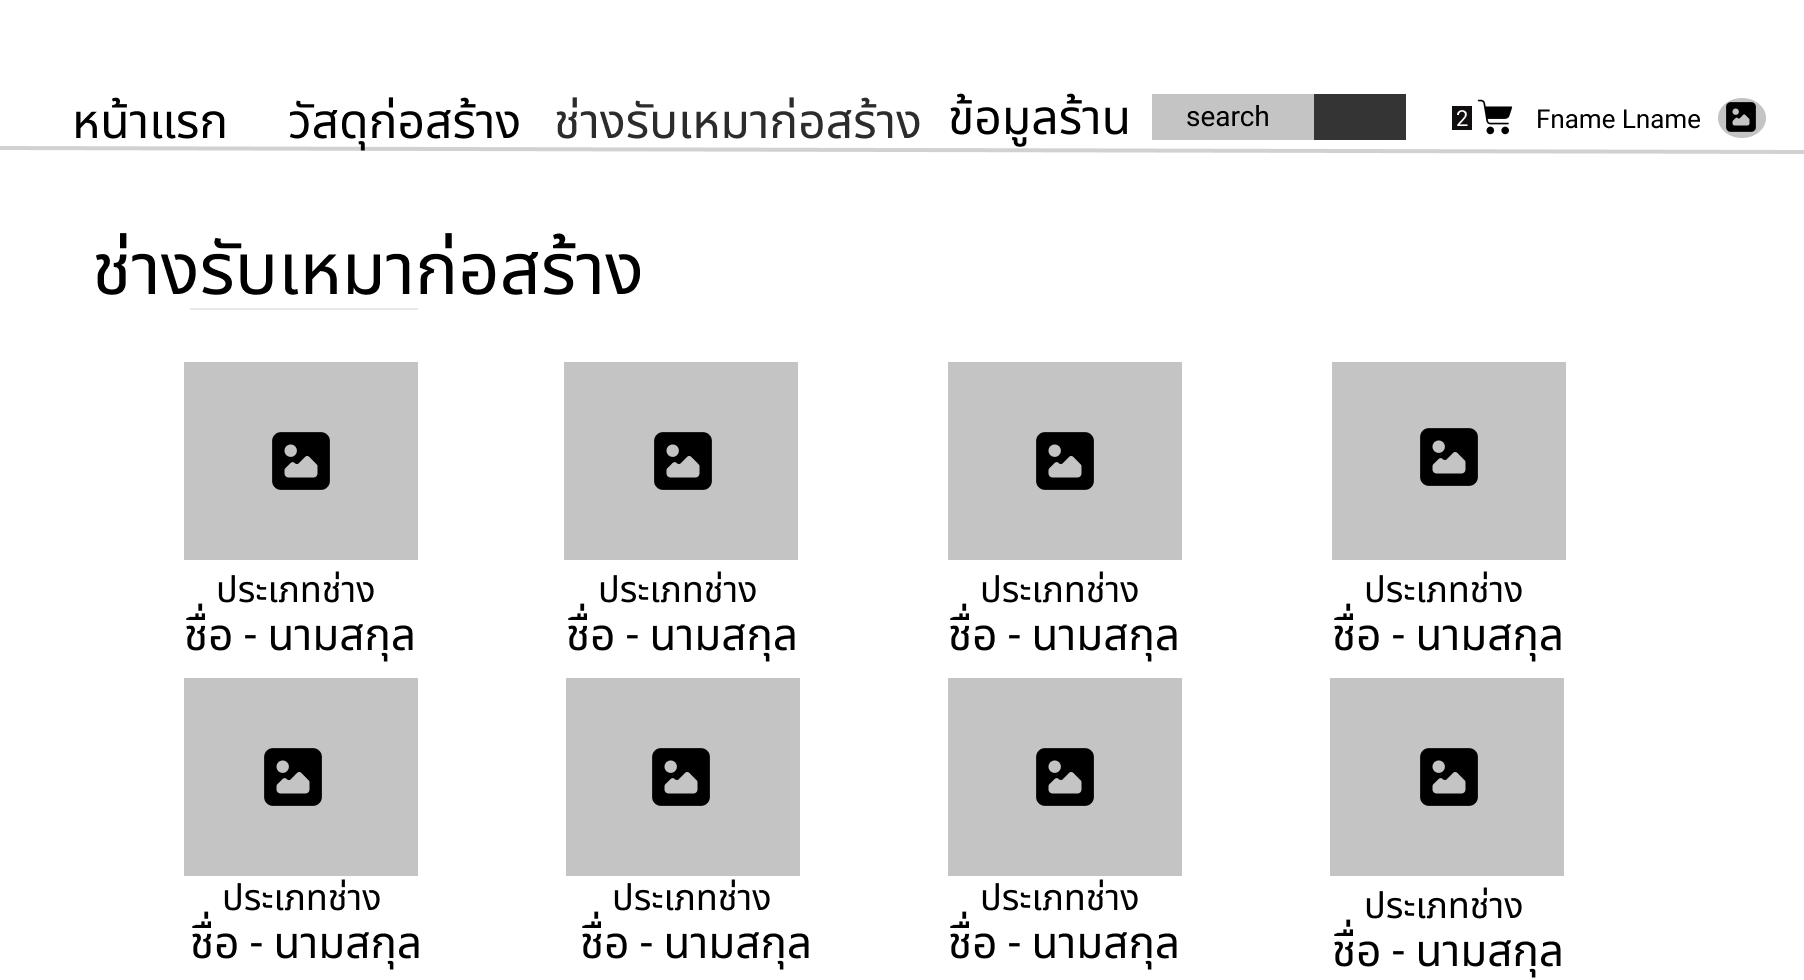 หน้าแรก วัสดุก่อสร้าง ช่างรับเหมาก่อสร้าง ข้อมูลร้าน search 2 Fname Lname
ช่างรับเหมาก่อสร้าง
ประเภทช่าง ประเภทช่าง ประเภทช่าง ประเภทช่าง
ชื่อ - นามสกุล ชื่อ - นามสกุล ชื่อ - นามสกุล ชื่อ - นามสกุล
ประเภทช่าง ประเภทช่าง ประเภทช่าง ประเภทช่าง
ชื่อ - นามสกุล ชื่อ - นามสกุล ชื่อ - นามสกุล ชื่อ - นามสกุล